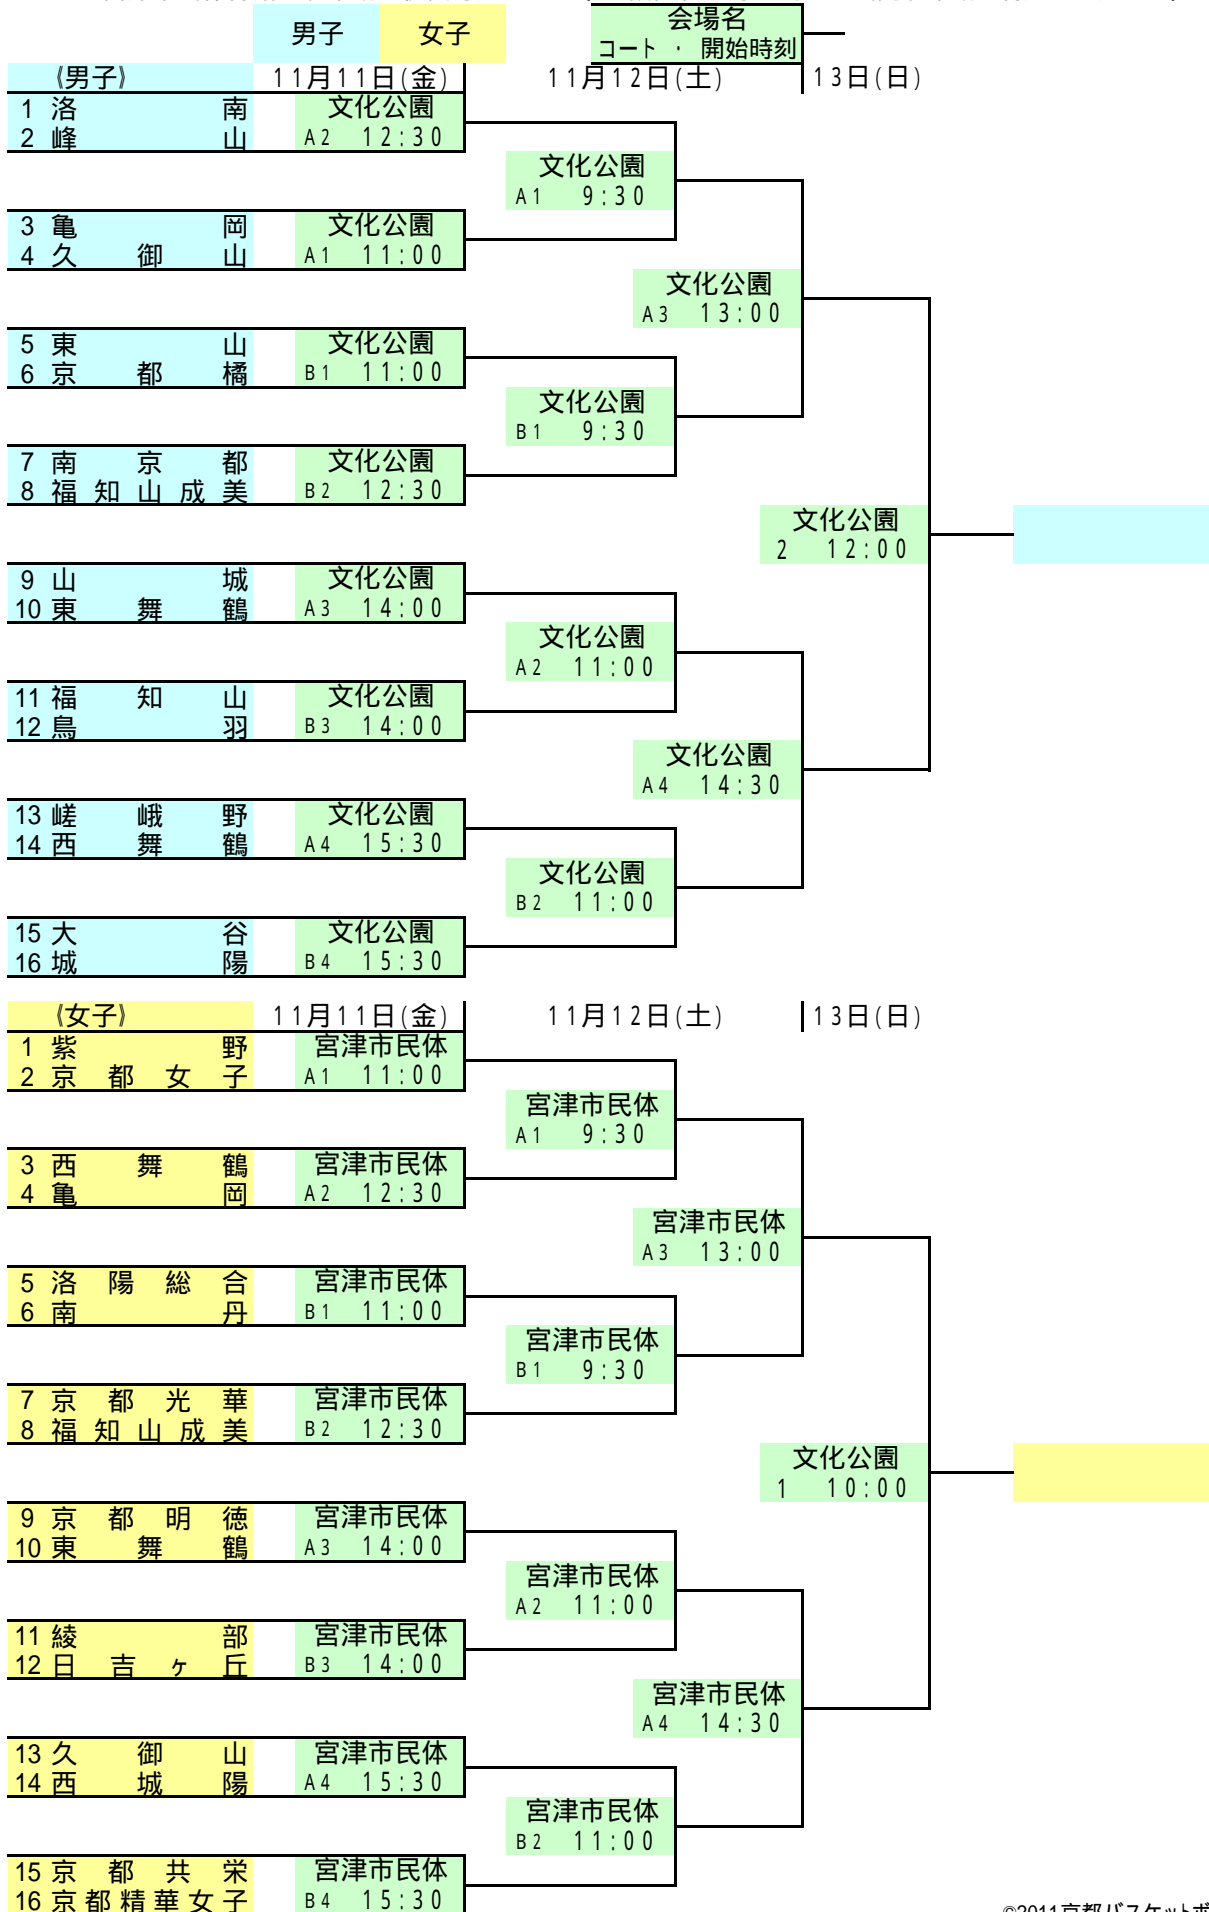 男子 女子 会場名
コート ・ 開始時刻
《男子》 11月11日(金) 11月12日(土) 13日(日)
1 洛南 文化公園
2 峰山 A2 12:30
文化公園
A1 9:30
3 亀岡 文化公園
4 久御山 A1 11:00
文化公園
A3 13:00
5 東山 文化公園
6 京都橘 B1 11:00
文化公園
B1 9:30
7 南京都 文化公園
8 福知山成美 B2 12:30
文化公園
2 12:00
9 山城 文化公園
10 東舞鶴 A3 14:00
文化公園
A2 11:00
11 福知山 文化公園
12 鳥羽 B3 14:00
文化公園
A4 14:30
13 嵯峨野 文化公園
14 西舞鶴 A4 15:30
文化公園
B2 11:00
15 大谷 文化公園
16 城陽 B4 15:30
《女子》 11月11日(金) 11月12日(土) 13日(日)
1 紫野 宮津市民体
2 京都女子 A1 11:00
宮津市民体
A1 9:30
3 西舞鶴 宮津市民体
4 亀岡 A2 12:30
宮津市民体
A3 13:00
5 洛陽総合 宮津市民体
6 南丹 B1 11:00
宮津市民体
B1 9:30
7 京都光華 宮津市民体
8 福知山成美 B2 12:30
文化公園
1 10:00
9 京都明徳 宮津市民体
10 東舞鶴 A3 14:00
宮津市民体
A2 11:00
11 綾部 宮津市民体
12 日吉ヶ丘 B3 14:00
宮津市民体
A4 14:30
13 久御山 宮津市民体
14 西城陽 A4 15:30
宮津市民体
B2 11:00
15 京都共栄 宮津市民体
16 京都精華女子 B4 15:30
©2011京都バスケットボ